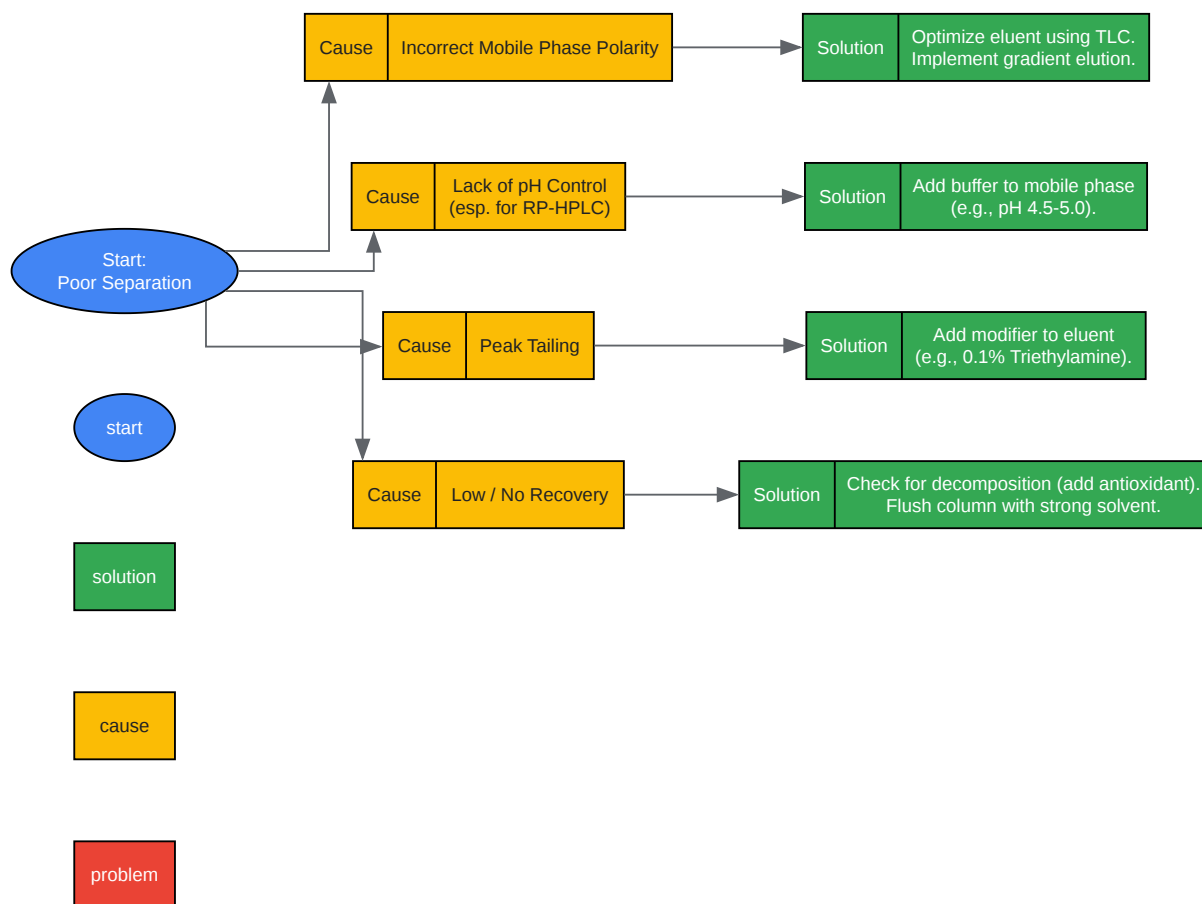 Cause
Incorrect Mobile Phase Polarity
Solution
Optimize eluent using TLC.
Implement gradient elution.
Cause
Lack of pH Control
(esp. for RP-HPLC)
Solution
Add buffer to mobile phase
(e.g., pH 4.5-5.0).
Start:
Poor Separation
Cause
Peak Tailing
Solution
Add modifier to eluent
(e.g., 0.1% Triethylamine).
start
Cause
Low / No Recovery
Solution
Check for decomposition (add antioxidant).
Flush column with strong solvent.
solution
cause
problem